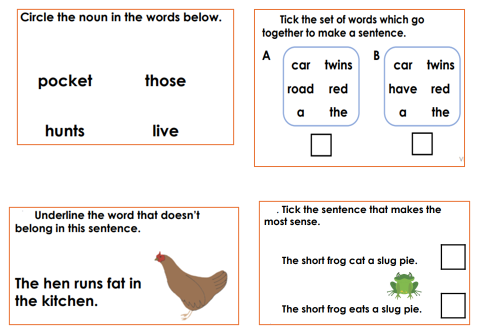 Circle the noun in the words below.
pocket those
hunts live
Tick the set of words which go
together to make a sentence.
A B
car twins car twins
road red have red
a the a the
Underline the word that doesn't
belong in this sentence.
The hen runs fat in
the kitchen.
. Tick the sentence that makes the
most sense.
The short frog cat a slug pie.
The short frog eats a slug pie.